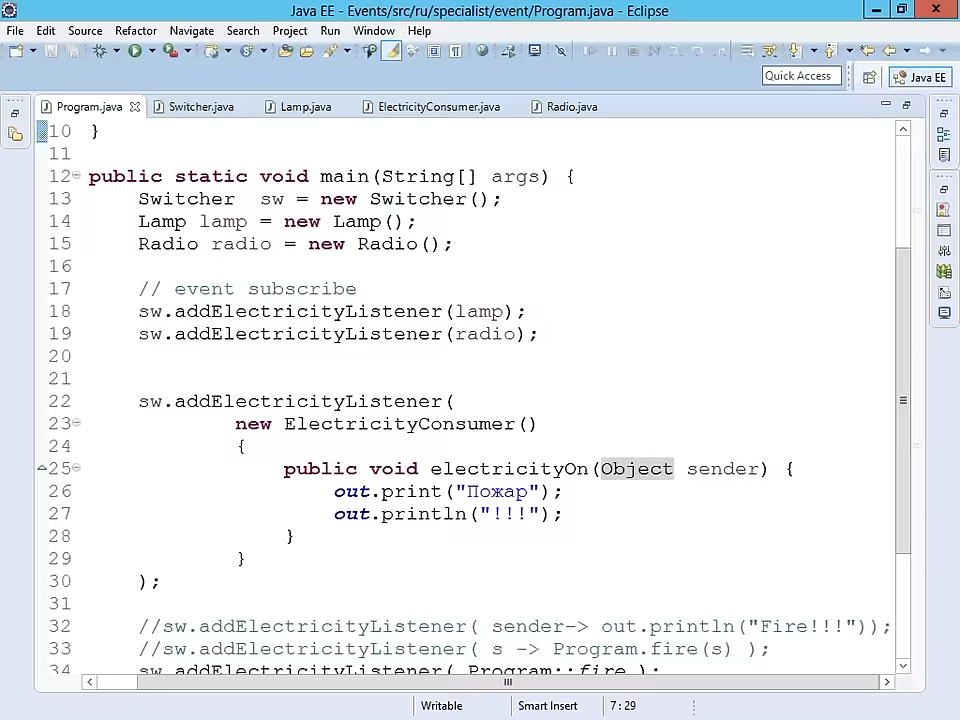 Java EE - Events/src/ru/specialist/event/Program.java - Eclipse
File Edit Source Refactor Navigate Search Project Run Window Help
Quick Access
Java EE
Program.java Switcher.java Lamp.java ElectricityConsumer.java Radio.java
10 }
11
12 public static void main(String[] args) {
13 Switcher sw = new Switcher();
14 Lamp lamp = new Lamp();
15 Radio radio = new Radio();
16
17 // event subscribe
18 sw.addElectricityListener(lamp);
19 sw.addElectricityListener(radio);
20
21
22 sw.addElectricityListener(
23 new ElectricityConsumer()
24 {
25 public void electricityOn(Object sender) {
26 out.print("Пожар");
27 out.println("!!!");
28 }
29 }
30 );
31
32 //sw.addElectricityListener( sender-> out.println("Fire!!!"));
33 //sw.addElectricityListener( s -> Program.fire(s) );
34 sw.addElectricityListener( Program::fire );
Writable Smart Insert 7 : 29